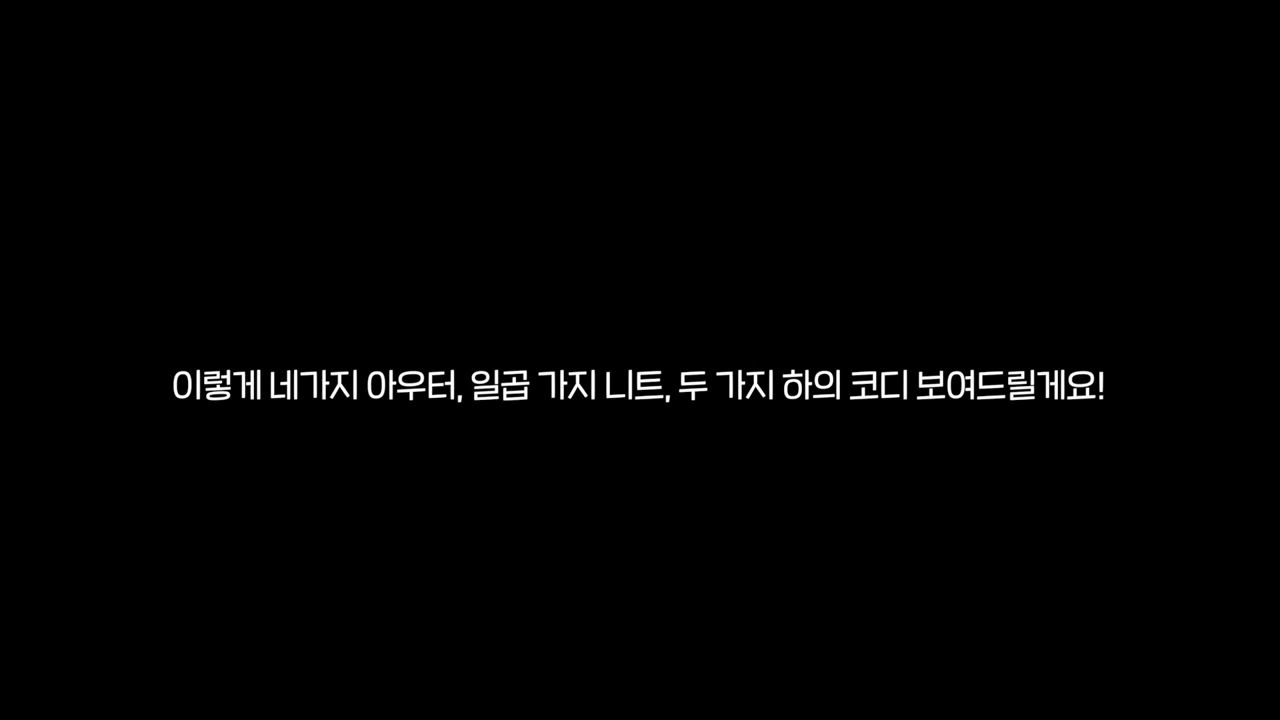 이렇게 네가지 아우터, 일곱 가지 니트, 두 가지 하의 코디 보여드릴게요!